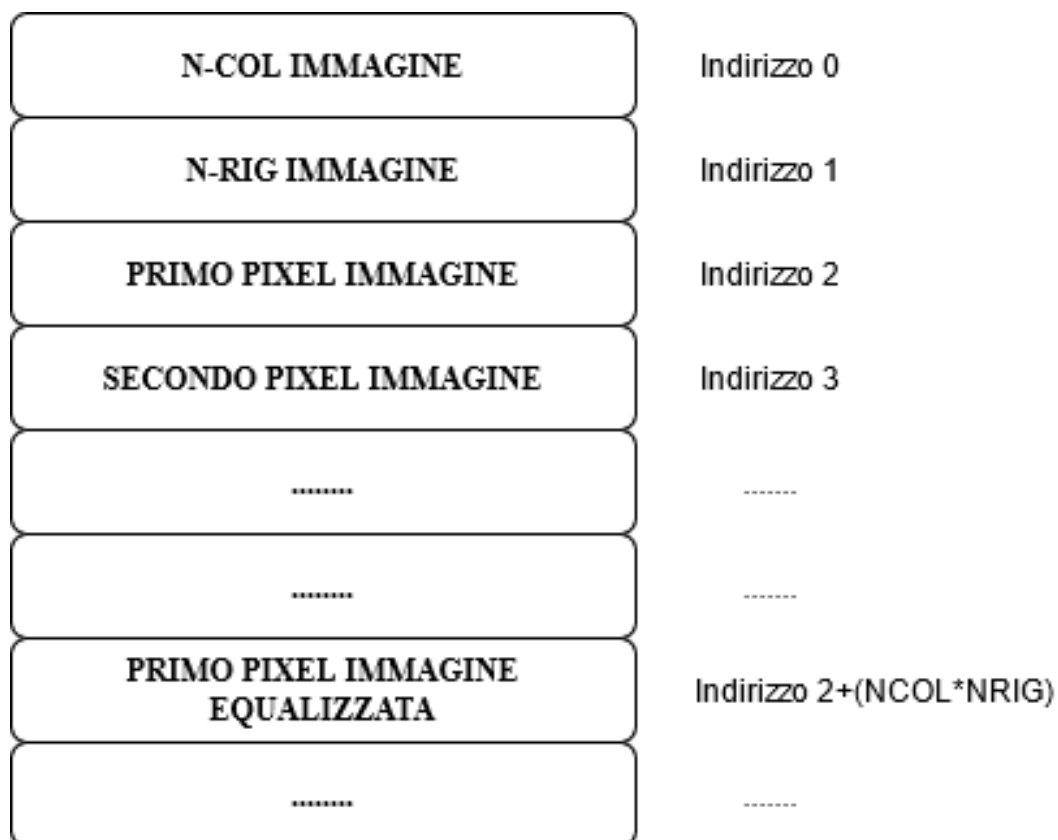 N-COL IMMAGINE Indirizzo 0
N-RIG IMMAGINE Indirizzo 1
PRIMO PIXEL IMMAGINE Indirizzo 2
SECONDO PIXEL IMMAGINE Indirizzo 3
........ -------
........ -------
PRIMO PIXEL IMMAGINE
EQUALIZZATA Indirizzo 2+(NCOL*NRIG)
........ -------